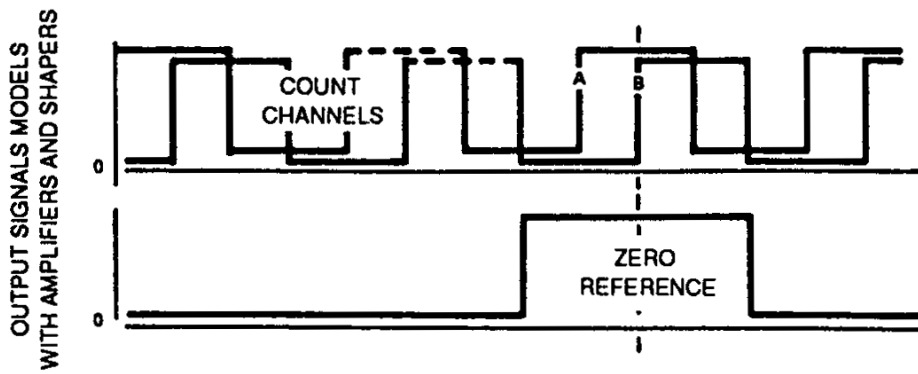 OUTPUT SIGNALS MODELS
WITH AMPLIFIERS AND SHAPERS
COUNT
CHANNELS
A
B
0
ZERO
REFERENCE
0